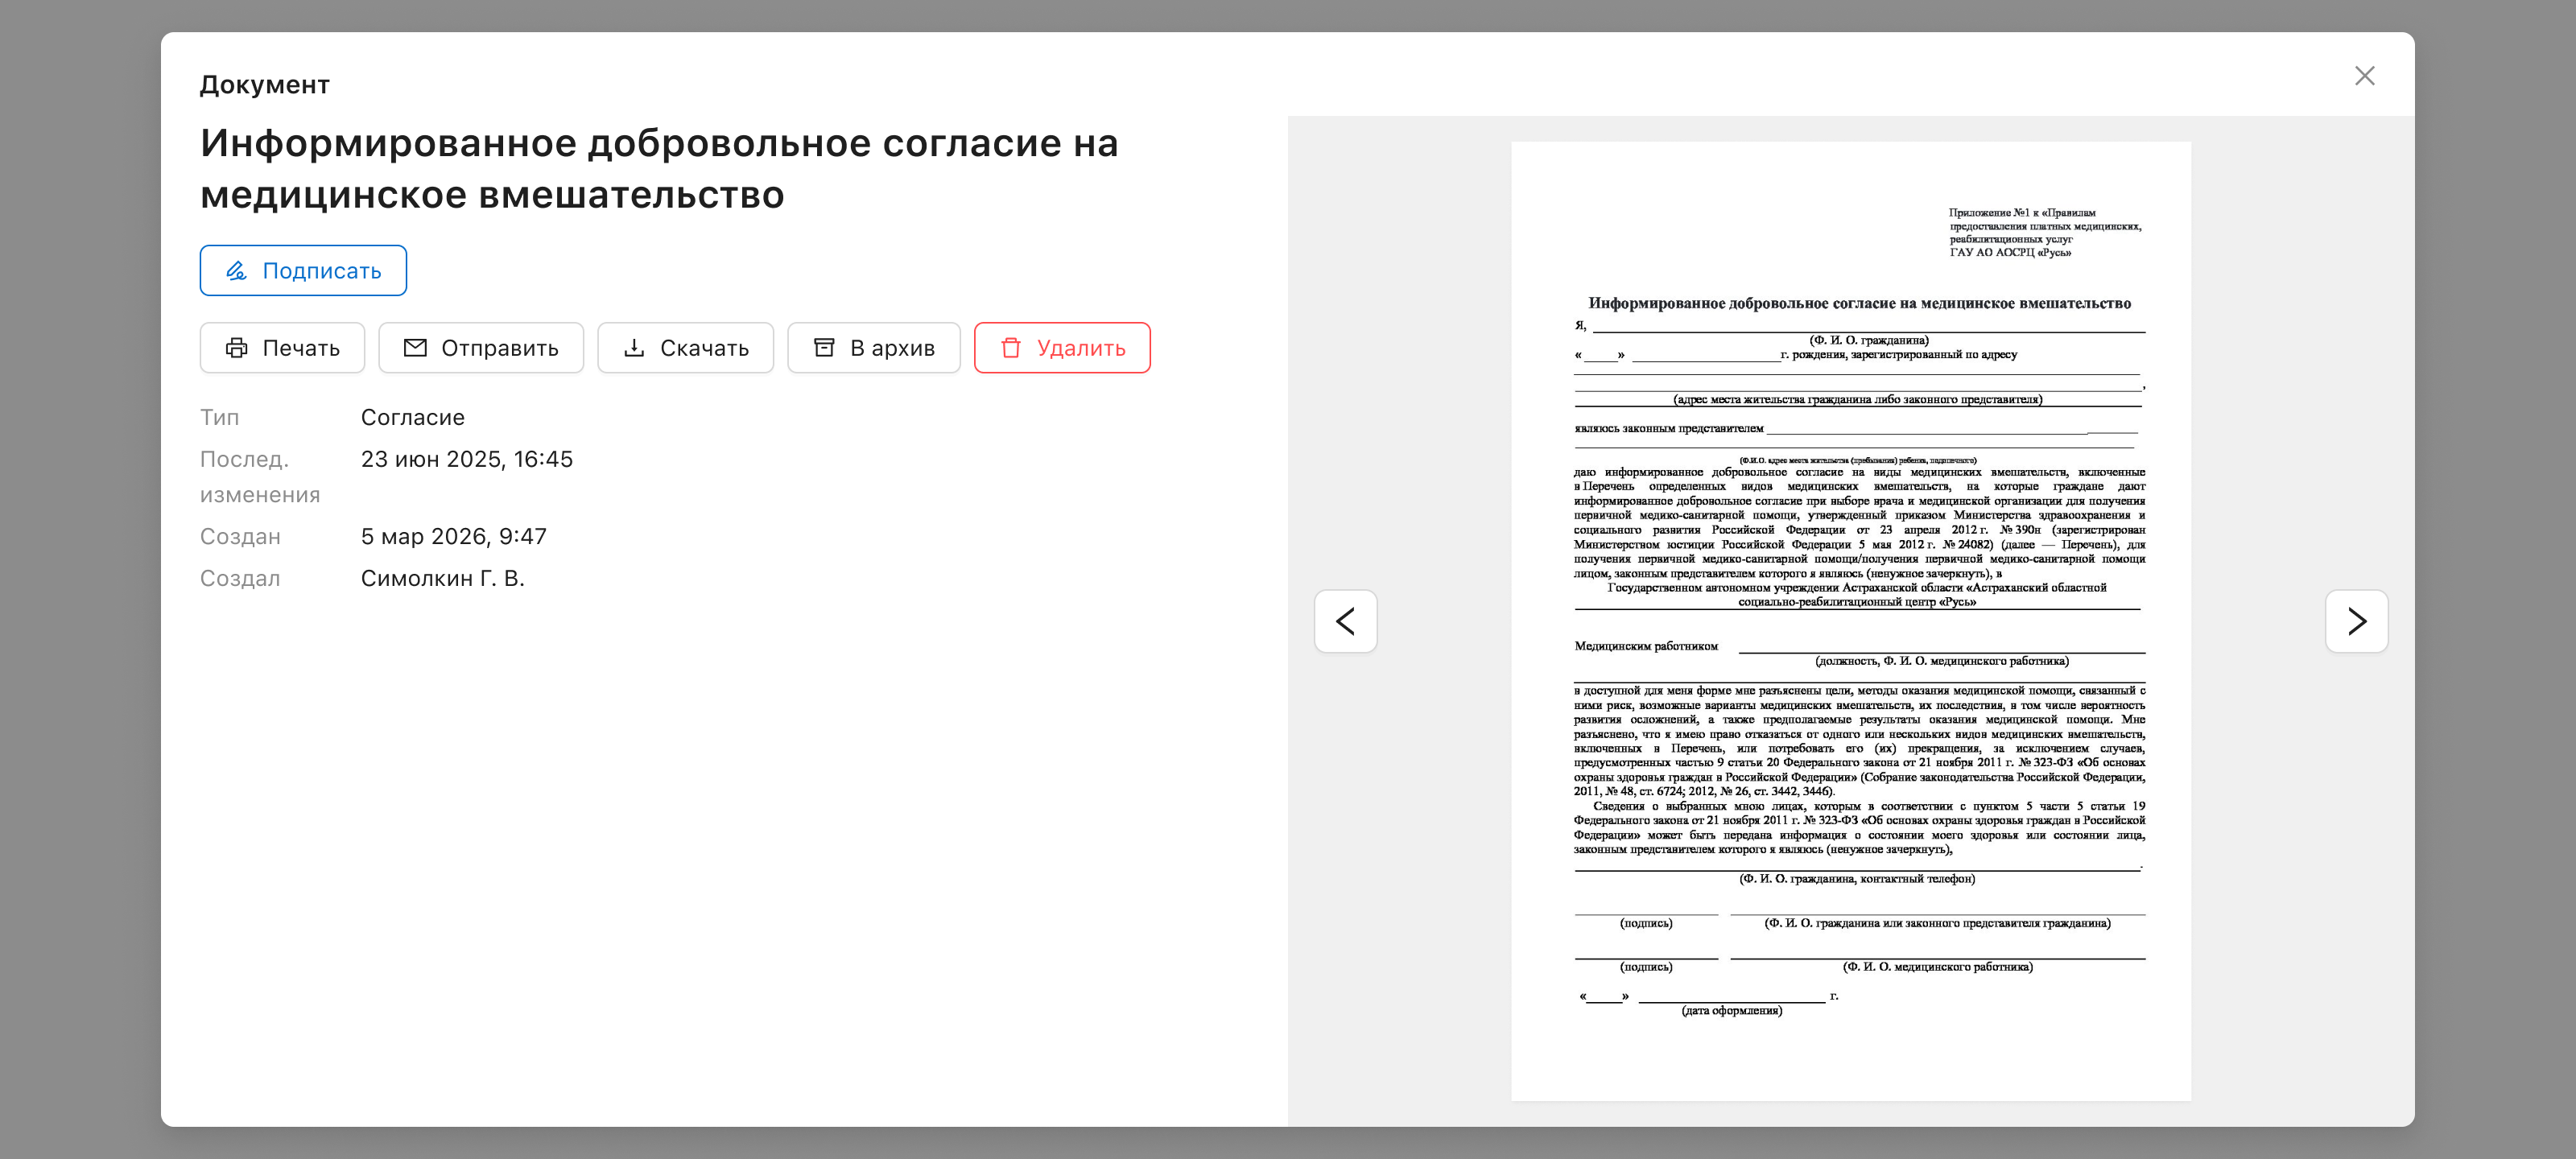 Документ
Информированное добровольное согласие на
медицинское вмешательство
Подписать
Печать
Отправить
Скачать
В архив
Удалить
Тип Согласие
Послед. изменения 23 июн 2025, 16:45
Создан 5 мар 2026, 9:47
Создал Симолкин Г. В.
Приложение №1 к «Правилам
предоставления платных медицинских,
реабилитационных услуг
ГАУ АО АОСРЦ «Русь»
Информированное добровольное согласие на медицинское вмешательство
Я,
(Ф. И. О. гражданина)
« » г. рождения, зарегистрированный по адресу
,
(адрес места жительства гражданина либо законного представителя)
являюсь законным представителем
(Ф.И.О. адрес места жительства (пребывания) ребенка, подопечного)
даю информированное добровольное согласие на виды медицинских вмешательств, включенные
в Перечень определенных видов медицинских вмешательств, на которые граждане дают
информированное добровольное согласие при выборе врача и медицинской организации для получения
первичной медико-санитарной помощи, утвержденный приказом Министерства здравоохранения и
социального развития Российской Федерации от 23 апреля 2012 г. № 390н (зарегистрирован
Министерством юстиции Российской Федерации 5 мая 2012 г. № 24082) (далее — Перечень), для
получения первичной медико-санитарной помощи/получения первичной медико-санитарной помощи
лицом, законным представителем которого я являюсь (ненужное зачеркнуть), в
Государственном автономном учреждении Астраханской области «Астраханский областной
социально-реабилитационный центр «Русь»
Медицинским работником
(должность, Ф. И. О. медицинского работника)
в доступной для меня форме мне разъяснены цели, методы оказания медицинской помощи, связанный с
ними риск, возможные варианты медицинских вмешательств, их последствия, в том числе вероятность
развития осложнений, а также предполагаемые результаты оказания медицинской помощи. Мне
разъяснено, что я имею право отказаться от одного или нескольких видов медицинских вмешательств,
включенных в Перечень, или потребовать его (их) прекращения, за исключением случаев,
предусмотренных частью 9 статьи 20 Федерального закона от 21 ноября 2011 г. № 323-ФЗ «Об основах
охраны здоровья граждан в Российской Федерации» (Собрание законодательства Российской Федерации,
2011, № 48, ст. 6724; 2012, № 26, ст. 3442, 3446).
Сведения о выбранных мною лицах, которым в соответствии с пунктом 5 части 5 статьи 19
Федерального закона от 21 ноября 2011 г. № 323-ФЗ «Об основах охраны здоровья граждан в Российской
Федерации» может быть передана информация о состоянии моего здоровья или состоянии лица,
законным представителем которого я являюсь (ненужное зачеркнуть),
.
(Ф. И. О. гражданина, контактный телефон)
(подпись) (Ф. И. О. гражданина или законного представителя гражданина)
(подпись) (Ф. И. О. медицинского работника)
« » г.
(дата оформления)